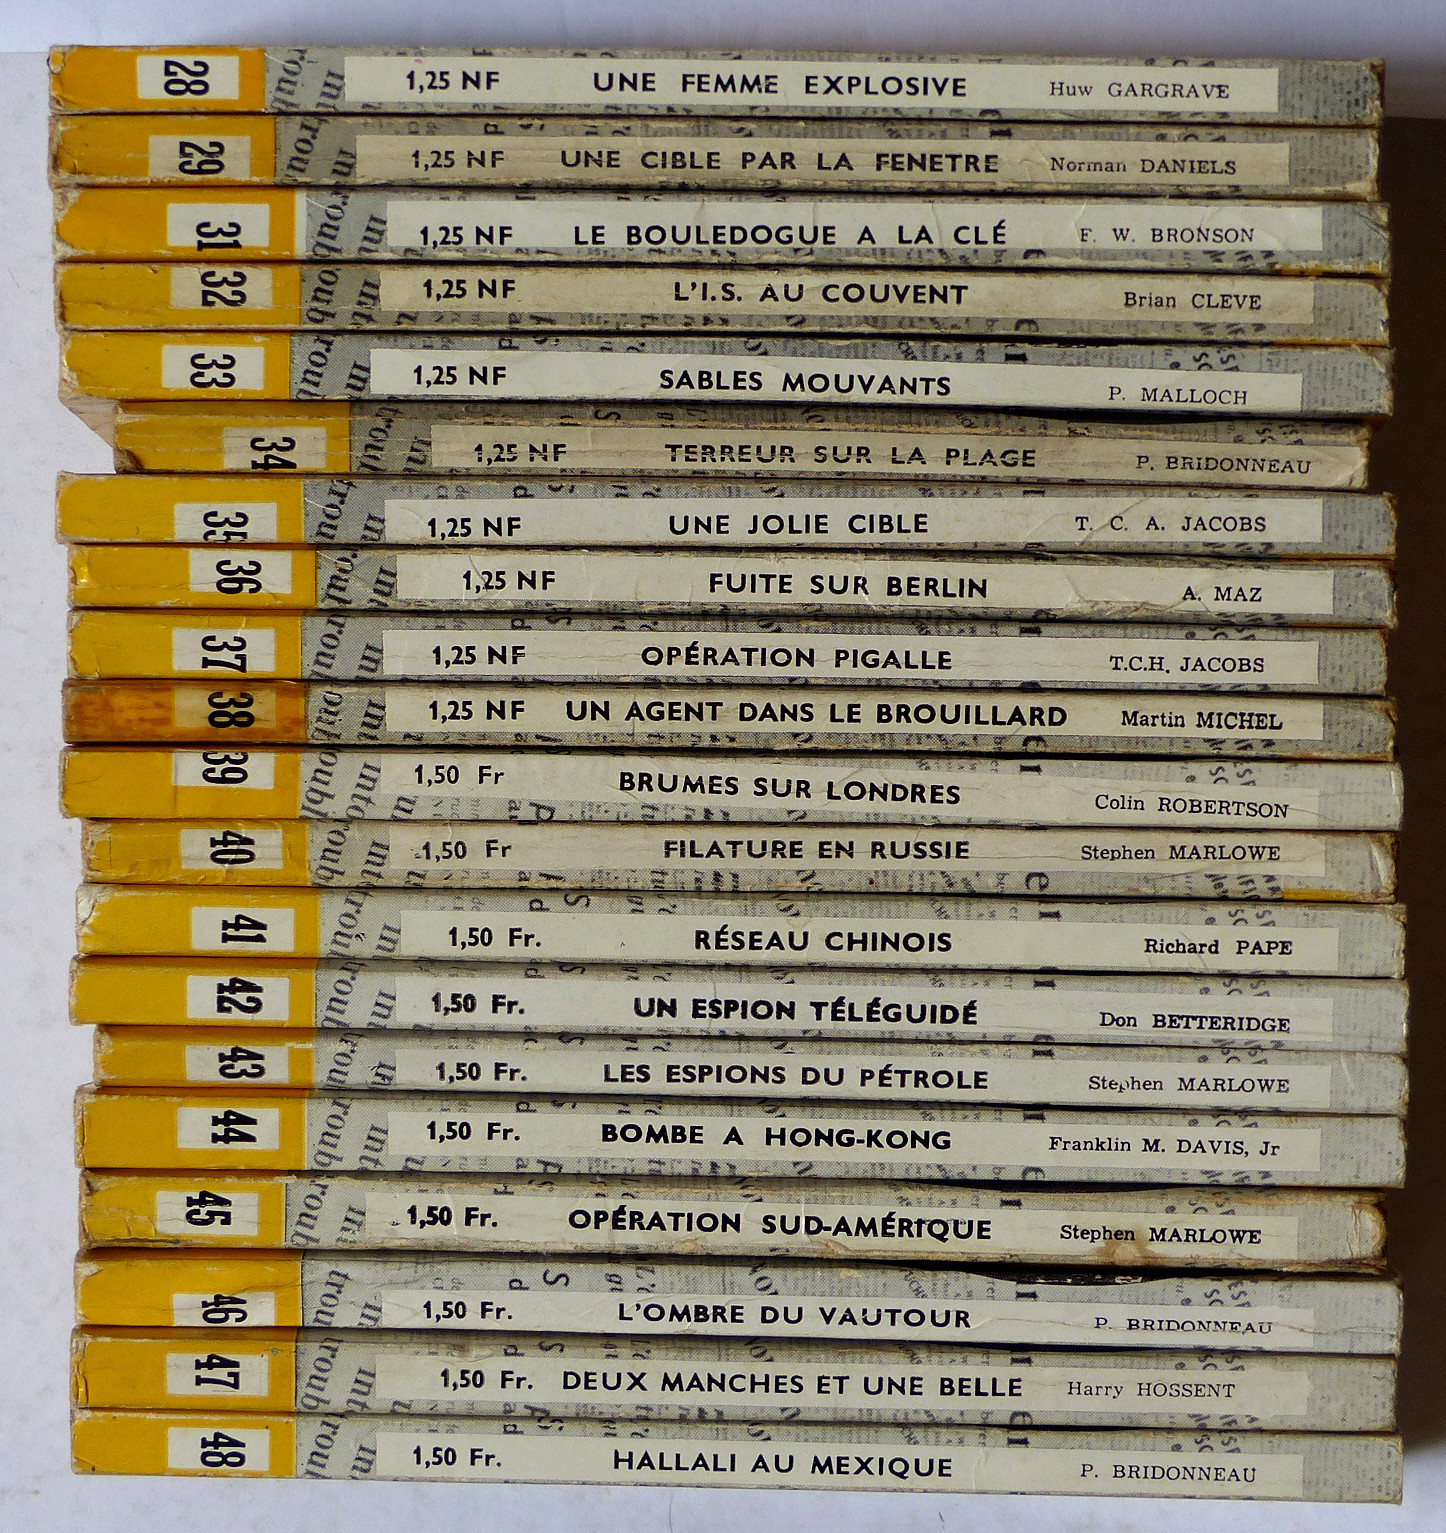 28 1,25 NF UNE FEMME EXPLOSIVE Huw GARGRAVE
29 1,25 NF UNE CIBLE PAR LA FENETRE Norman DANIELS
31 1,25 NF LE BOULEDOGUE A LA CLÉ F. W. BRONSON
32 1,25 NF L'I.S. AU COUVENT Brian CLEVE
33 1,25 NF SABLES MOUVANTS P. MALLOCH
34 1,25 NF TERREUR SUR LA PLAGE P. BRIDONNEAU
35 1,25 NF UNE JOLIE CIBLE T. C. A. JACOBS
36 1,25 NF FUITE SUR BERLIN A. MAZ
37 1,25 NF OPÉRATION PIGALLE T.C.H. JACOBS
38 1,25 NF UN AGENT DANS LE BROUILLARD Martin MICHEL
39 1,50 Fr BRUMES SUR LONDRES Colin ROBERTSON
40 1,50 Fr FILATURE EN RUSSIE Stephen MARLOWE
41 1,50 Fr. RÉSEAU CHINOIS Richard PAPE
42 1,50 Fr. UN ESPION TÉLÉGUIDÉ Don BETTERIDGE
43 1,50 Fr. LES ESPIONS DU PÉTROLE Stephen MARLOWE
44 1,50 Fr. BOMBE A HONG-KONG Franklin M. DAVIS, Jr
45 1,50 Fr. OPÉRATION SUD-AMÉRIQUE Stephen MARLOWE
46 1,50 Fr. L'OMBRE DU VAUTOUR P. BRIDONNEAU
47 1,50 Fr. DEUX MANCHES ET UNE BELLE Harry HOSSENT
48 1,50 Fr. HALLALI AU MEXIQUE P. BRIDONNEAU